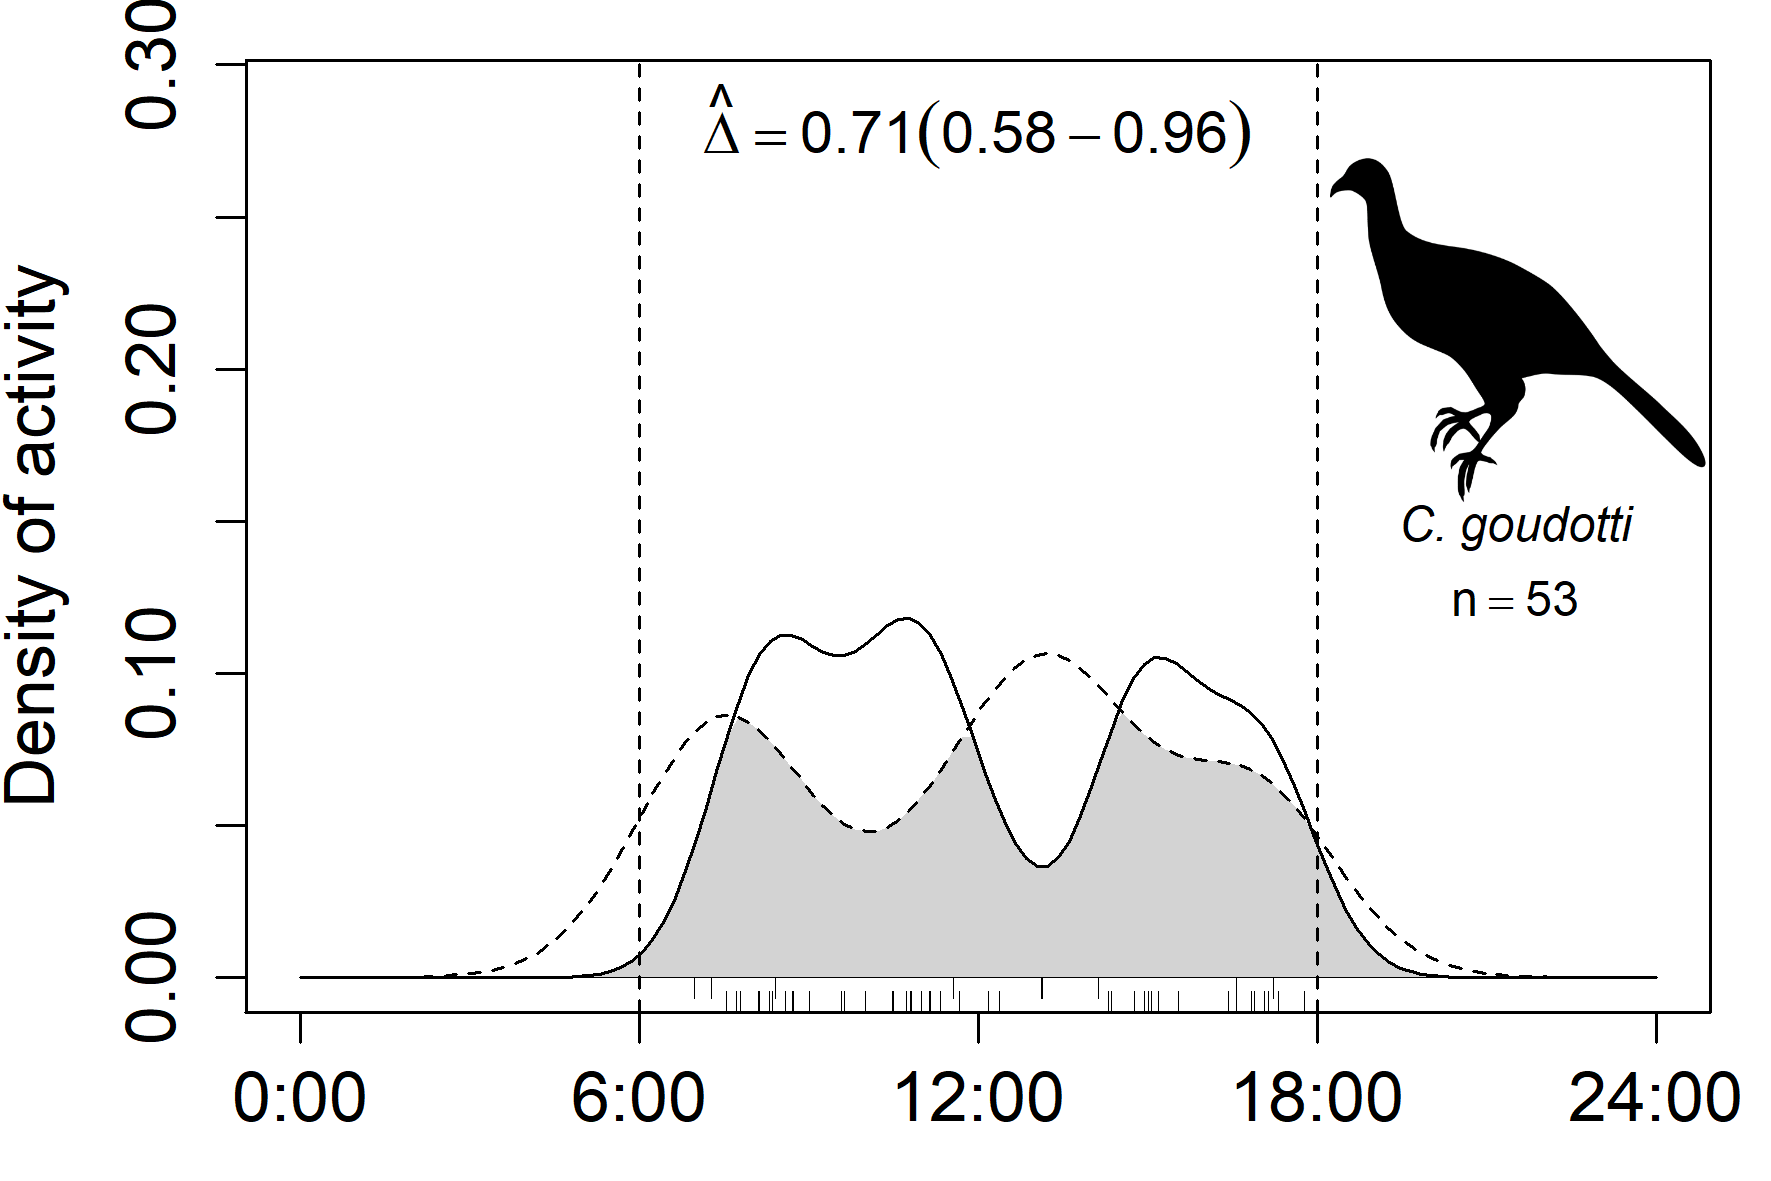 0.30
0.20
0.10
0.00
Density of activity
Δ̂ = 0.71(0.58 – 0.96)
C. goudotti
n = 53
0:00 6:00 12:00 18:00 24:00